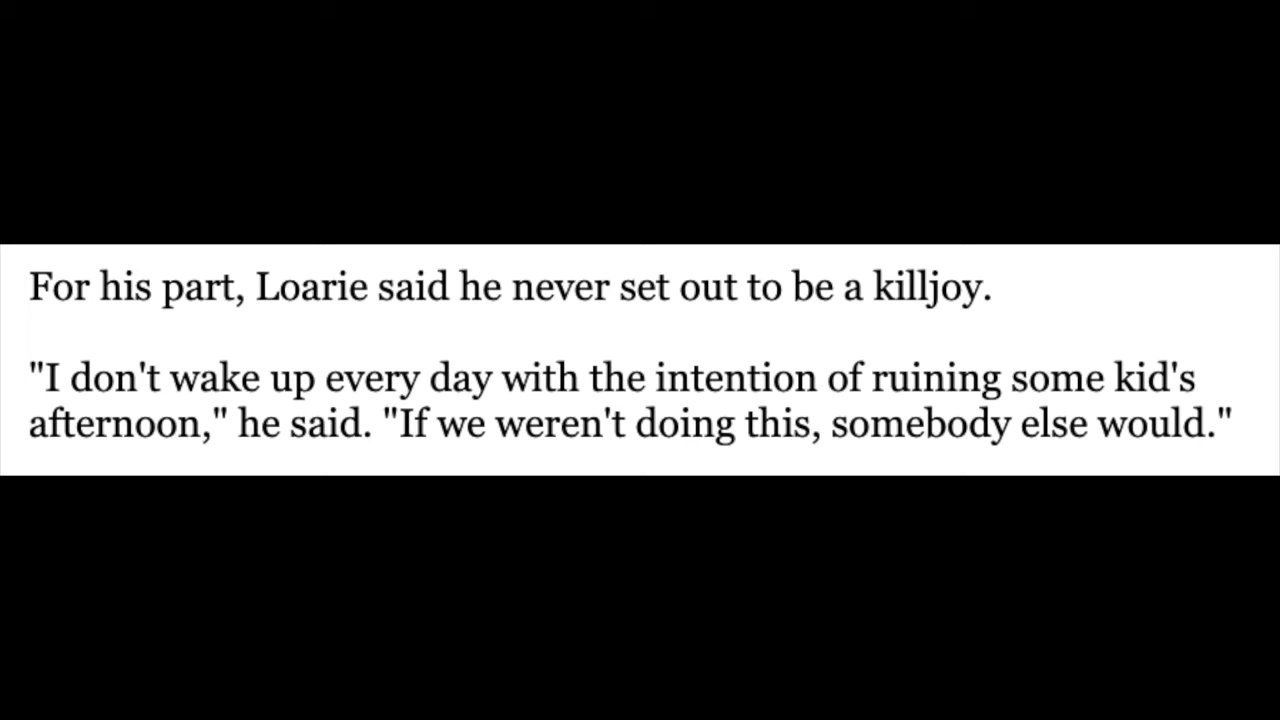 For his part, Loarie said he never set out to be a killjoy.
"I don't wake up every day with the intention of ruining some kid's
afternoon," he said. "If we weren't doing this, somebody else would."